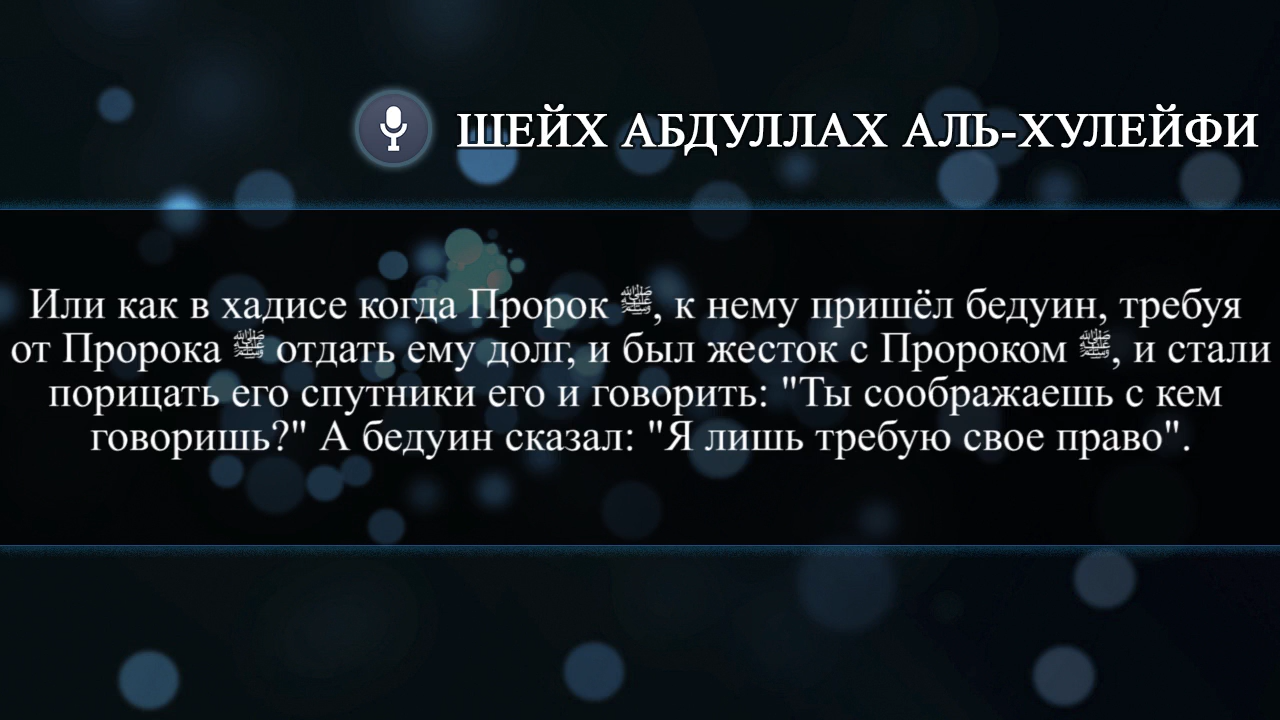 ШЕЙХ АБДУЛЛАХ АЛЬ-ХУЛЕЙФИ
Или как в хадисе когда Пророк ﷺ, к нему пришёл бедуин, требуя
от Пророка ﷺ отдать ему долг, и был жесток с Пророком ﷺ, и стали
порицать его спутники его и говорить: "Ты соображаешь с кем
говоришь?" А бедуин сказал: "Я лишь требую свое право".